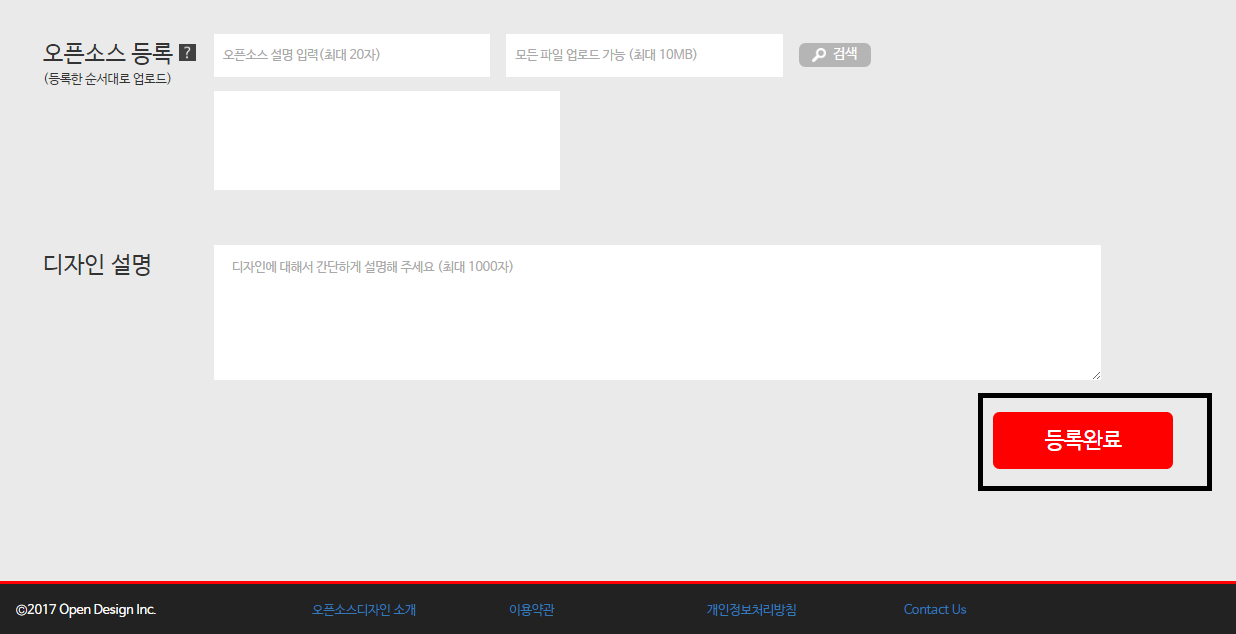 오픈소스 등록 ?
(등록한 순서대로 업로드)
오픈소스 설명 입력(최대 20자)
모든 파일 업로드 가능 (최대 10MB)
검색
디자인 설명
디자인에 대해서 간단하게 설명해 주세요 (최대 1000자)
등록완료
©2017 Open Design Inc.
오픈소스디자인 소개
이용약관
개인정보처리방침
Contact Us